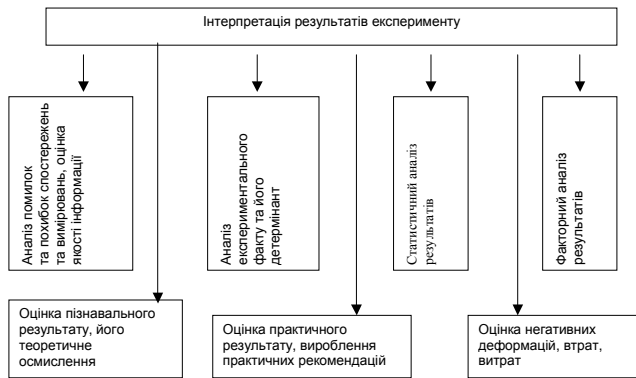 Інтерпретація результатів експерименту
Аналіз помилок
та похибок спостережень
та вимірювань, оцінка
якості інформації
Аналіз
експериментального
факту та його
детермінант
Статистичний аналіз
результатів
Факторний аналіз
результатів
Оцінка пізнавального
результату, його
теоретичне
осмислення
Оцінка практичного
результату, вироблення
практичних рекомендацій
Оцінка негативних
деформацій, втрат,
витрат